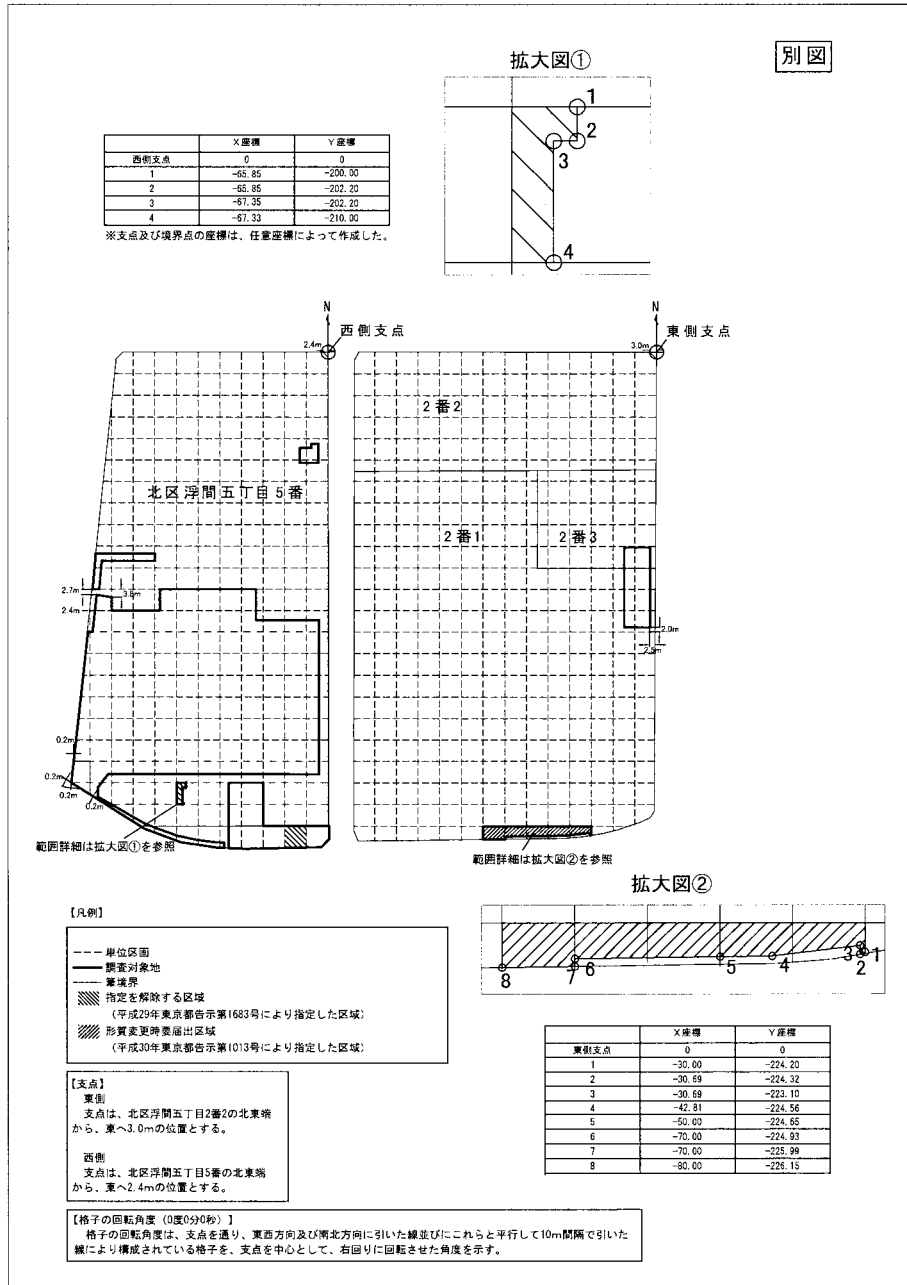 別図
拡大図①
1
2
3
4
X座標 Y座標
西側支点 0 0
1 -65.85 -200.00
2 -65.85 -202.20
3 -67.35 -202.20
4 -67.33 -210.00
※支点及び境界点の座標は、任意座標によって作成した。
N
2.4m
西側支点
N
3.0m
東側支点
2番2
北区浮間五丁目5番
2番1
2番3
2.7m
3.8m
2.4m
2.0m
2.5m
0.2m
0.2m
0.2m
0.2m
範囲詳細は拡大図①を参照
範囲詳細は拡大図②を参照
拡大図②
8
7
6
5
4
3
2
1
【凡例】
単位区画
調査対象地
筆境界
指定を解除する区域
(平成29年東京都告示第1683号により指定した区域)
形質変更時要届出区域
(平成30年東京都告示第1013号により指定した区域)
X座標 Y座標
東側支点 0 0
1 -30.00 -224.20
2 -30.69 -224.32
3 -30.69 -223.10
4 -42.81 -224.56
5 -50.00 -224.65
6 -70.00 -224.93
7 -70.00 -225.99
8 -80.00 -226.15
【支点】
東側
支点は、北区浮間五丁目2番2の北東端
から、東へ3.0mの位置とする。
西側
支点は、北区浮間五丁目5番の北東端
から、東へ2.4mの位置とする。
【格子の回転角度(0度0分0秒)】
格子の回転角度は、支点を通り、東西方向及び南北方向に引いた線並びにこれらと平行して10m間隔で引いた
線により構成されている格子を、支点を中心として、右回りに回転させた角度を示す。